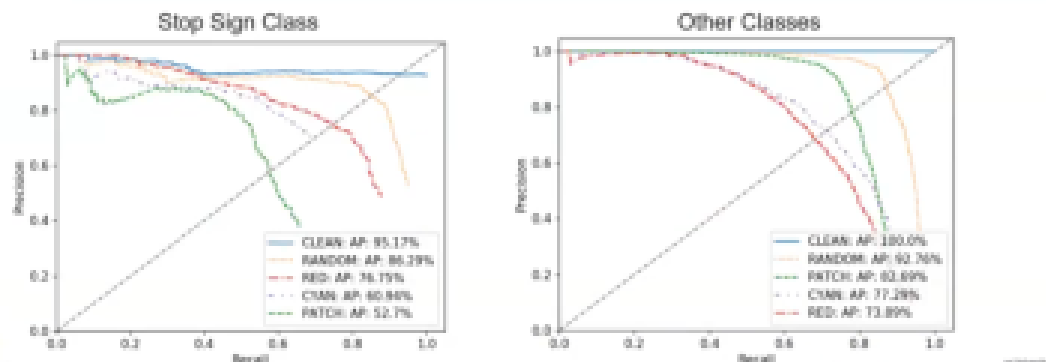 Stop Sign Class
Precision
1.0
0.8
0.6
0.4
0.2
0.0
CLEAN: AP: 95.17%
RANDOM: AP: 86.29%
RED: AP: 76.75%
CYAN: AP: 60.94%
PATCH: AP: 52.7%
0.0 0.2 0.4 0.6 0.8 1.0
Recall
Other Classes
Precision
1.0
0.8
0.6
0.4
0.2
0.0
CLEAN: AP: 100.0%
RANDOM: AP: 92.76%
PATCH: AP: 82.69%
CYAN: AP: 77.29%
RED: AP: 73.89%
0.0 0.2 0.4 0.6 0.8 1.0
Recall